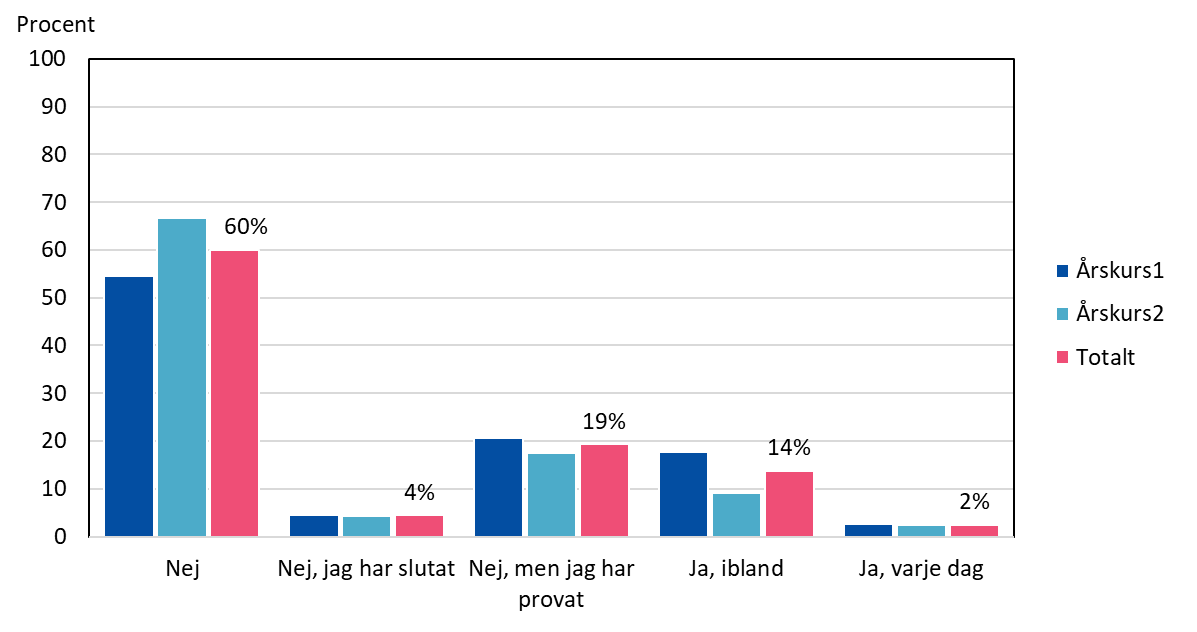 Procent
100
90
80
70
60
50
40
30
20
10
0
60%
4%
19%
14%
2%
Nej
Nej, jag har slutat
Nej, men jag har
provat
Ja, ibland
Ja, varje dag
Årskurs1
Årskurs2
Totalt